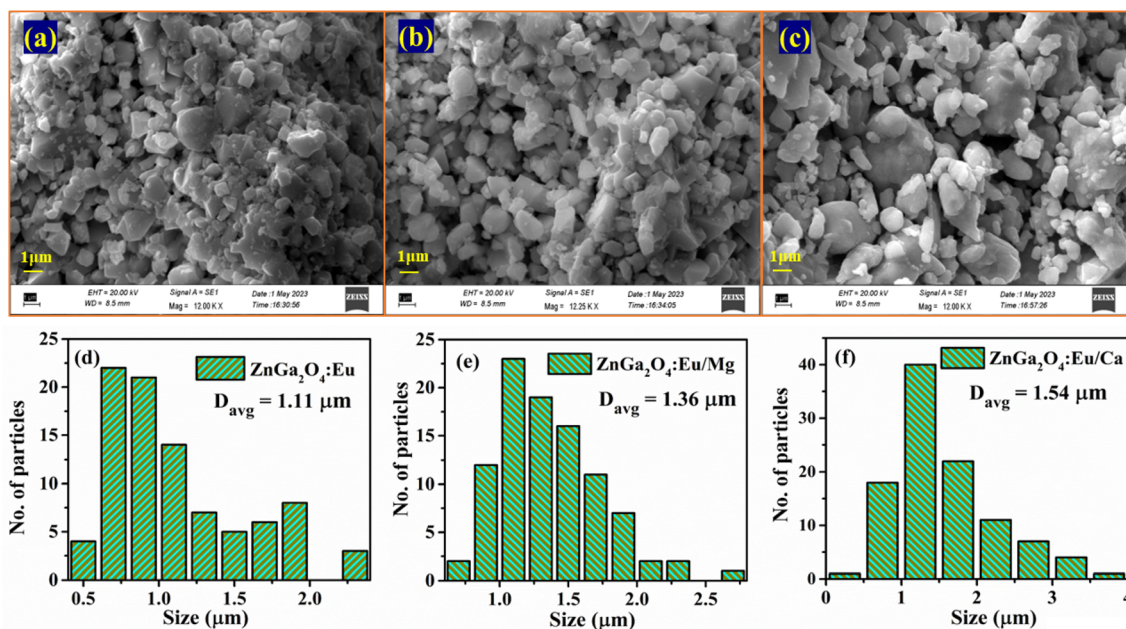 (a)
1μm
EHT = 20.00 kV
WD = 8.5 mm
Signal A = SE1
Mag = 12.00 K X
Date :1 May 2023
Time :16:30:56
ZEISS
(b)
1μm
EHT = 20.00 kV
WD = 8.5 mm
Signal A = SE1
Mag = 12.25 K X
Date :1 May 2023
Time :16:34:05
ZEISS
(c)
1μm
EHT = 20.00 kV
WD = 8.5 mm
Signal A = SE1
Mag = 12.00 K X
Date :1 May 2023
Time :16:57:26
ZEISS
(d)
ZnGa₂O₄:Eu
D_avg = 1.11 μm
No. of particles
25
20
15
10
5
0
0.5 1.0 1.5 2.0
Size (μm)
(e)
ZnGa₂O₄:Eu/Mg
D_avg = 1.36 μm
No. of particles
25
20
15
10
5
0
1.0 1.5 2.0 2.5
Size (μm)
(f)
ZnGa₂O₄:Eu/Ca
D_avg = 1.54 μm
No. of particles
40
30
20
10
0
0 1 2 3 4
Size (μm)